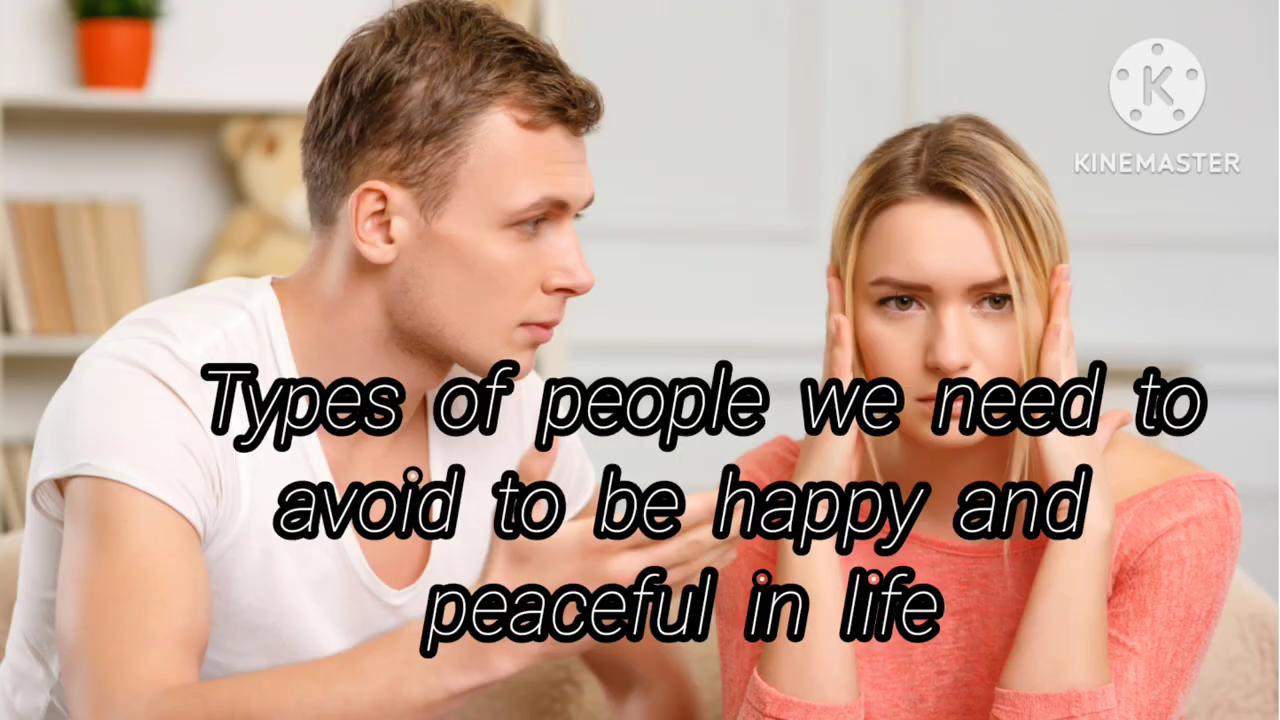 KINEMASTER
Types of people we need to
avoid to be happy and
peaceful in life